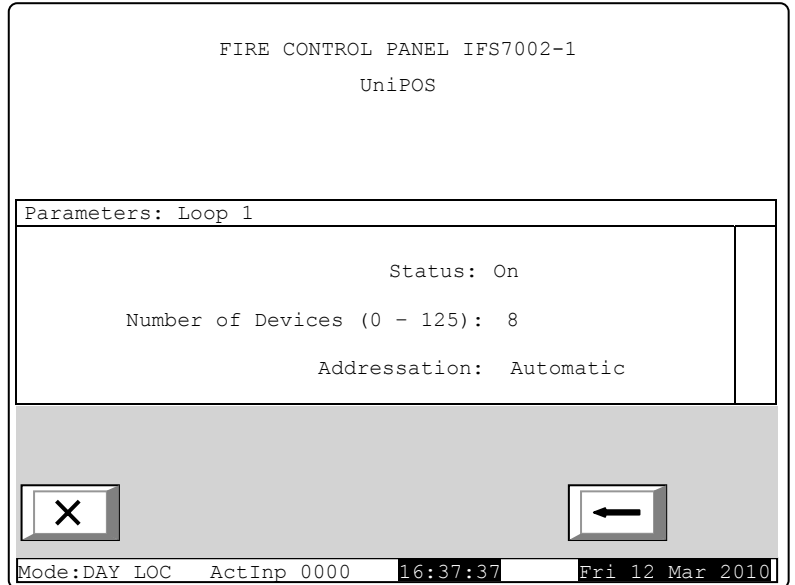 FIRE CONTROL PANEL IFS7002-1
UniPOS
Parameters: Loop 1
Status: On
Number of Devices (0 – 125): 8
Addressation: Automatic
Mode:DAY LOC ActInp 0000 16:37:37 Fri 12 Mar 2010